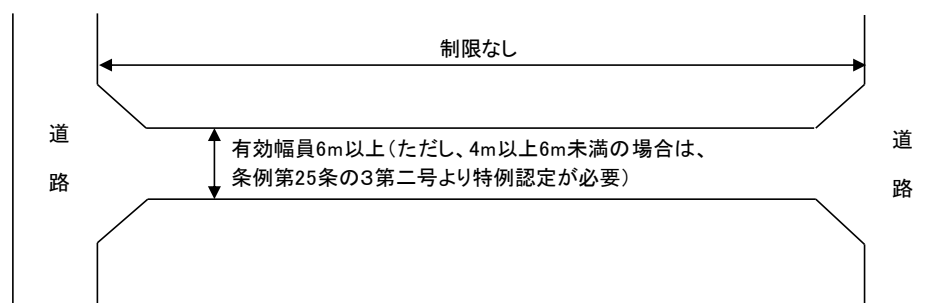 制限なし
道路
有効幅員6m以上（ただし、4m以上6m未満の場合は、
条例第25条の３第二号より特例認定が必要）
道路